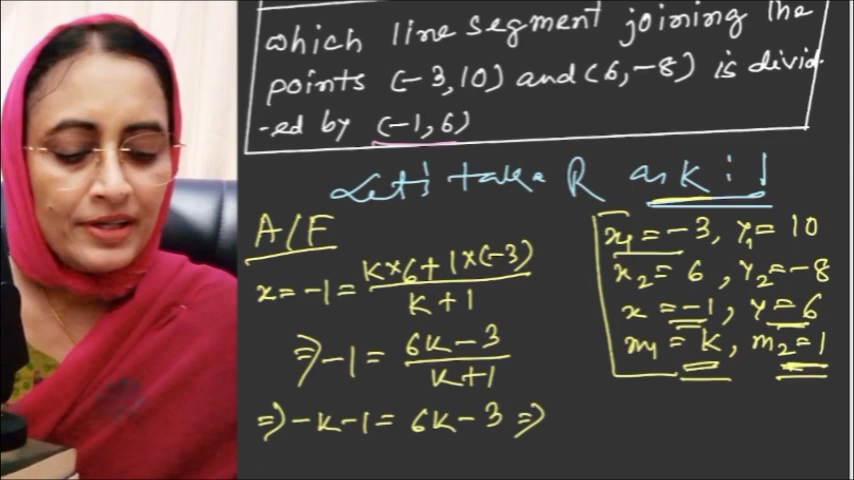 which line segment joining the
points (-3,10) and (6,-8) is divid-
-ed by (-1,6)
Let's take R as k : 1
A/F
x = -1 = \frac{k×6+1×(-3)}{k+1}
⇒ -1 = \frac{6k-3}{k+1}
⇒ -k-1 = 6k-3 ⇒
x₁ = -3, y₁ = 10
x₂ = 6, y₂ = -8
x = -1, y = 6
m₁ = k, m₂ = 1